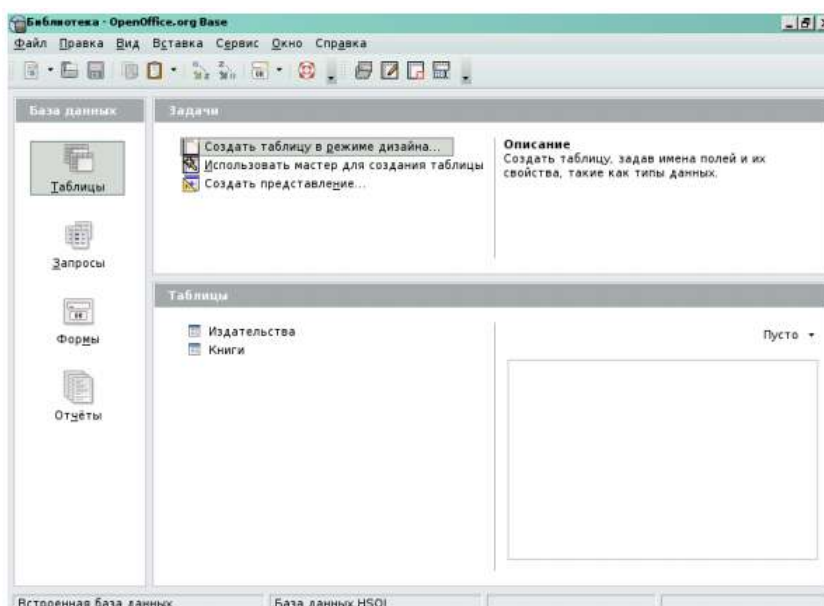 Библиотека - OpenOffice.org Base
Файл Правка Вид Вставка Сервис Окно Справка
База данных
Таблицы
Запросы
Формы
Отчёты
Задачи
Создать таблицу в режиме дизайна...
Использовать мастер для создания таблицы
Создать представление...
Описание
Создать таблицу, задав имена полей и их
свойства, такие как типы данных.
Таблицы
Издательства
Книги
Пусто
Встроенная база данных
База данных HSQL